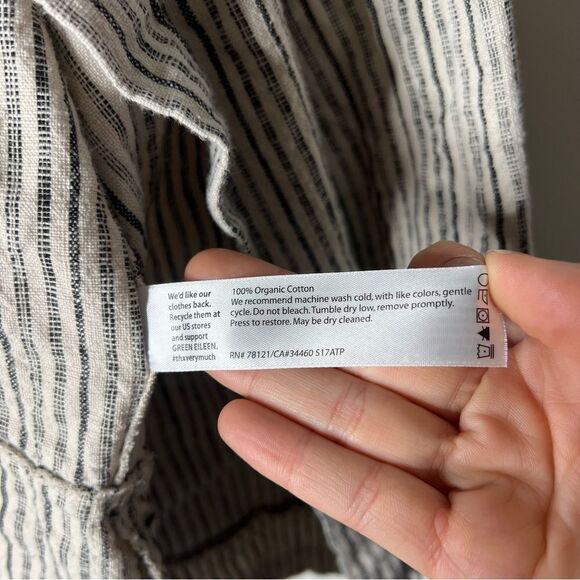 We'd like our
clothes back.
Recycle them at
our US stores
and support
GREEN EILEEN.
#thxverymuch
100% Organic Cotton
We recommend machine wash cold, with like colors, gentle
cycle. Do not bleach. Tumble dry low, remove promptly.
Press to restore. May be dry cleaned.
RN# 78121/CA#34460 S17ATP